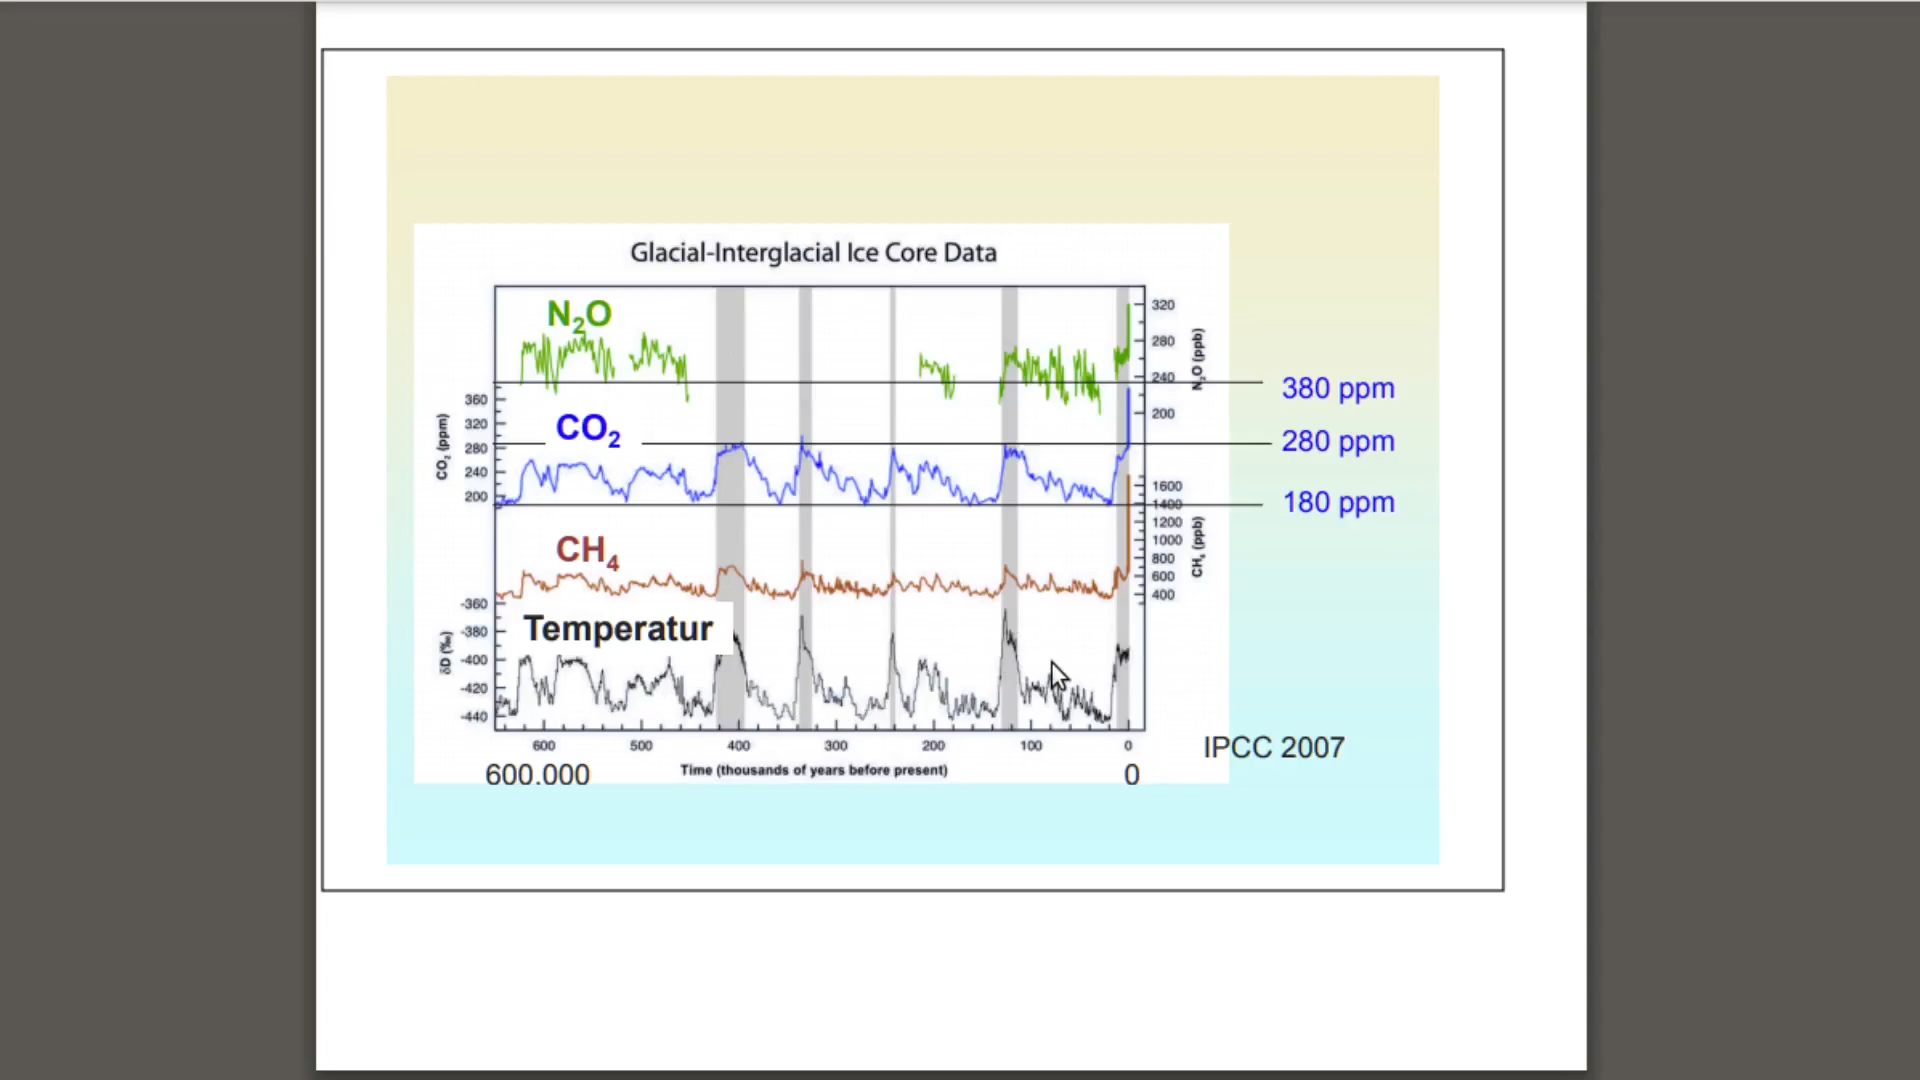 Glacial-Interglacial Ice Core Data
N₂O
320
280
240
200
N₂O (ppb)
380 ppm
360
320
280
240
200
CO₂ (ppm)
CO₂
280 ppm
180 ppm
1600
1400
1200
1000
800
600
400
CH₄ (ppb)
CH₄
-360
-380
-400
-420
-440
δD (‰)
Temperatur
600 500 400 300 200 100 0
Time (thousands of years before present)
600.000 0
IPCC 2007